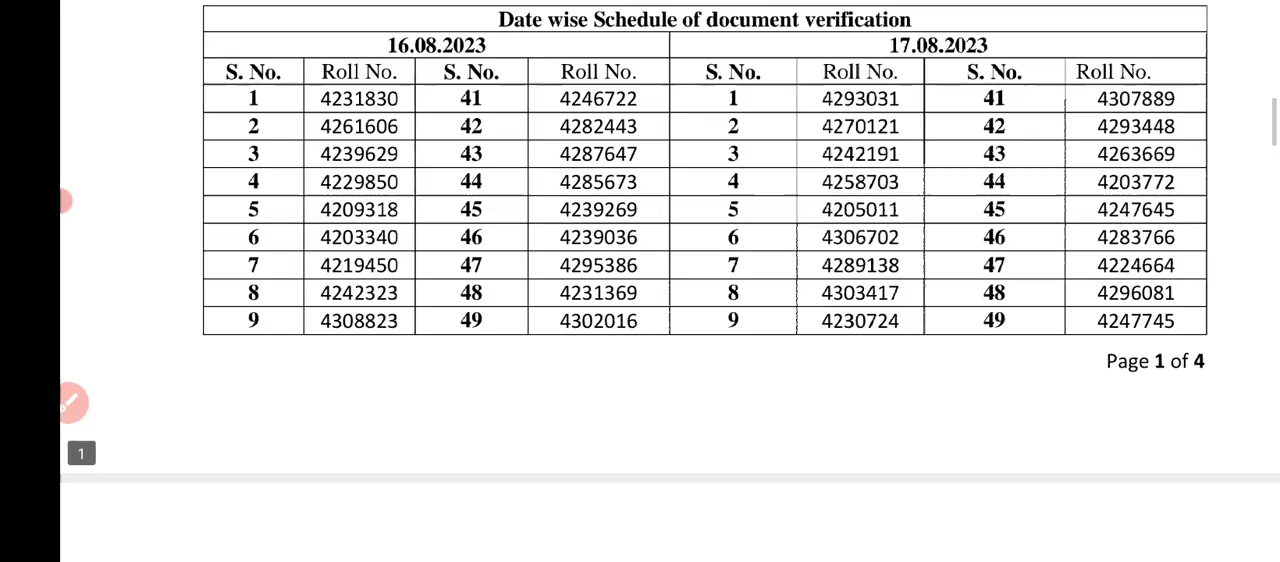 Date wise Schedule of document verification
16.08.2023 17.08.2023
S. No. Roll No. S. No. Roll No. S. No. Roll No. S. No. Roll No.
1 4231830 41 4246722 1 4293031 41 4307889
2 4261606 42 4282443 2 4270121 42 4293448
3 4239629 43 4287647 3 4242191 43 4263669
4 4229850 44 4285673 4 4258703 44 4203772
5 4209318 45 4239269 5 4205011 45 4247645
6 4203340 46 4239036 6 4306702 46 4283766
7 4219450 47 4295386 7 4289138 47 4224664
8 4242323 48 4231369 8 4303417 48 4296081
9 4308823 49 4302016 9 4230724 49 4247745
Page 1 of 4
1